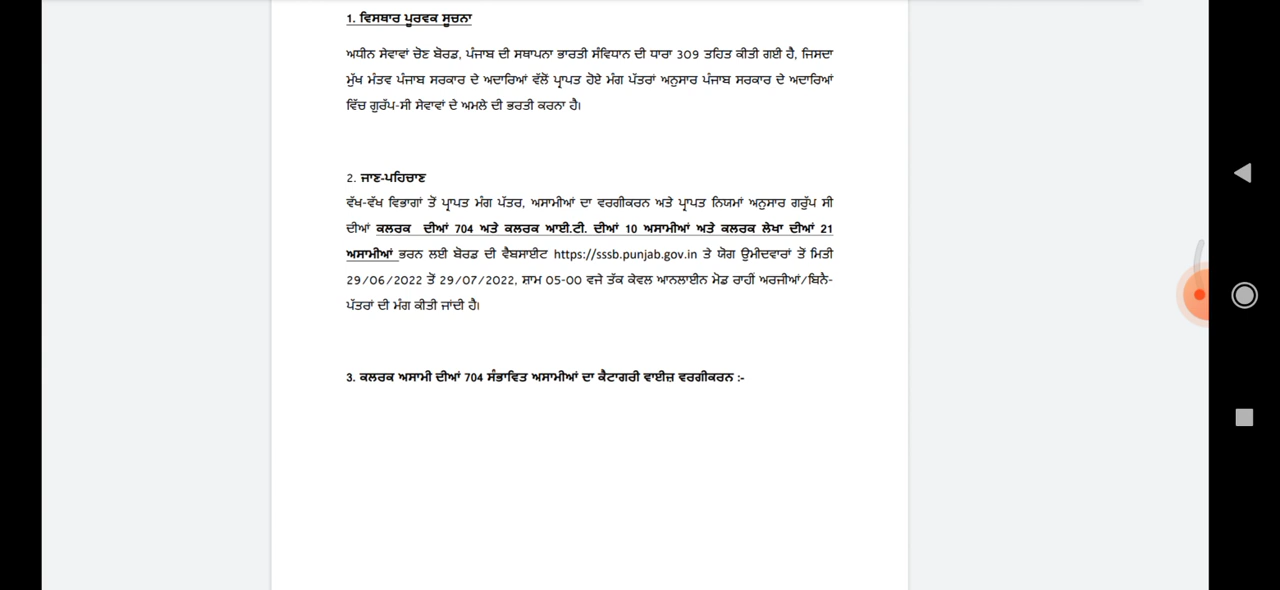 1. ਵਿਸਥਾਰ ਪੂਰਵਕ ਸੂਚਨਾ
ਅਧੀਨ ਸੇਵਾਵਾਂ ਚੋਣ ਬੋਰਡ, ਪੰਜਾਬ ਦੀ ਸਥਾਪਨਾ ਭਾਰਤੀ ਸੰਵਿਧਾਨ ਦੀ ਧਾਰਾ 309 ਤਹਿਤ ਕੀਤੀ ਗਈ ਹੈ, ਜਿਸਦਾ
ਮੁੱਖ ਮੰਤਵ ਪੰਜਾਬ ਸਰਕਾਰ ਦੇ ਅਦਾਰਿਆਂ ਵੱਲੋਂ ਪ੍ਰਾਪਤ ਹੋਏ ਮੰਗ ਪੱਤਰਾਂ ਅਨੁਸਾਰ ਪੰਜਾਬ ਸਰਕਾਰ ਦੇ ਅਦਾਰਿਆਂ
ਵਿੱਚ ਗੁਰੱਪ-ਸੀ ਸੇਵਾਵਾਂ ਦੇ ਅਮਲੇ ਦੀ ਭਰਤੀ ਕਰਨਾ ਹੈ।
2. ਜਾਣ-ਪਹਿਚਾਣ
ਵੱਖ-ਵੱਖ ਵਿਭਾਗਾਂ ਤੋਂ ਪ੍ਰਾਪਤ ਮੰਗ ਪੱਤਰ, ਅਸਾਮੀਆਂ ਦਾ ਵਰਗੀਕਰਨ ਅਤੇ ਪ੍ਰਾਪਤ ਨਿਯਮਾਂ ਅਨੁਸਾਰ ਗਰੁੱਪ ਸੀ
ਦੀਆਂ ਕਲਰਕ ਦੀਆਂ 704 ਅਤੇ ਕਲਰਕ ਆਈ.ਟੀ. ਦੀਆਂ 10 ਅਸਾਮੀਆਂ ਅਤੇ ਕਲਰਕ ਲੇਖਾ ਦੀਆਂ 21
ਅਸਾਮੀਆਂ ਭਰਨ ਲਈ ਬੋਰਡ ਦੀ ਵੈਬਸਾਈਟ https://sssb.punjab.gov.in ਤੇ ਯੋਗ ਉਮੀਦਵਾਰਾਂ ਤੋਂ ਮਿਤੀ
29/06/2022 ਤੋਂ 29/07/2022, ਸ਼ਾਮ 05-00 ਵਜੇ ਤੱਕ ਕੇਵਲ ਆਨਲਾਈਨ ਮੋਡ ਰਾਹੀਂ ਅਰਜੀਆਂ/ਬਿਨੈ-
ਪੱਤਰਾਂ ਦੀ ਮੰਗ ਕੀਤੀ ਜਾਂਦੀ ਹੈ।
3. ਕਲਰਕ ਅਸਾਮੀ ਦੀਆਂ 704 ਸੰਭਾਵਿਤ ਅਸਾਮੀਆਂ ਦਾ ਕੈਟਾਗਰੀ ਵਾਈਜ਼ ਵਰਗੀਕਰਨ :-